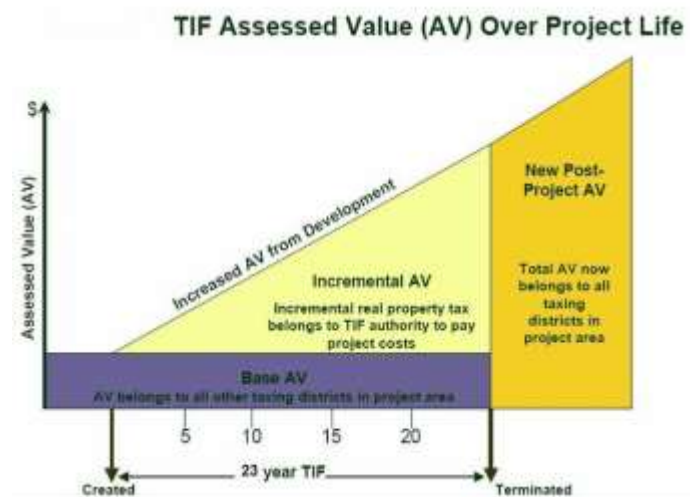 TIF Assessed Value (AV) Over Project Life
$
Assessed Value (AV)
Increased AV from Development
New Post-
Project AV
Incremental AV
Incremental real property tax
belongs to TIF authority to pay
project costs
Total AV now
belongs to all
taxing
districts in
project area
Base AV
AV belongs to all other taxing districts in project area
5
10
15
20
23 year TIF
Created
Terminated